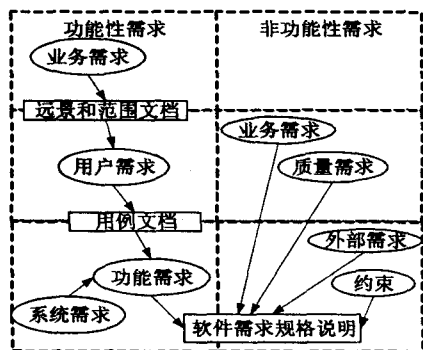 功能性需求
非功能性需求
业务需求
远景和范围文档
业务需求
用户需求
质量需求
用例文档
外部需求
功能需求
约束
系统需求
软件需求规格说明